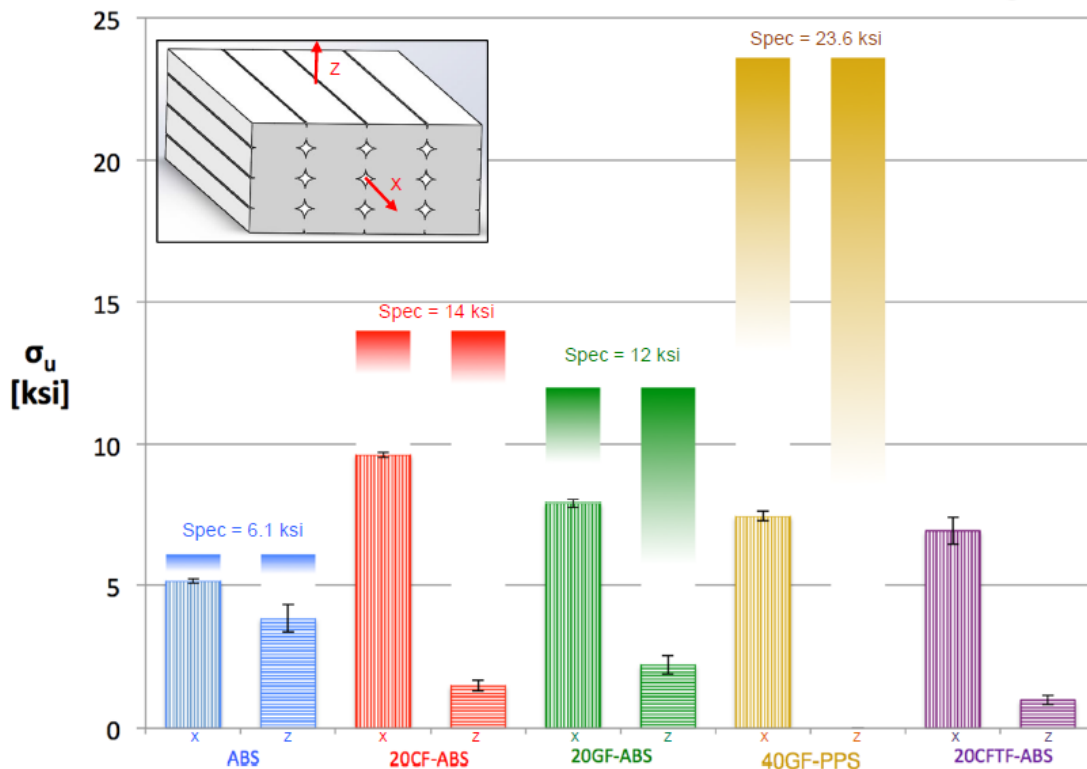 25
Spec = 23.6 ksi
Z
X
20
15
Spec = 14 ksi
Spec = 12 ksi
σu
[ksi]
10
Spec = 6.1 ksi
5
0
X Z X Z X Z X Z X Z
ABS 20CF-ABS 20GF-ABS 40GF-PPS 20CFTF-ABS